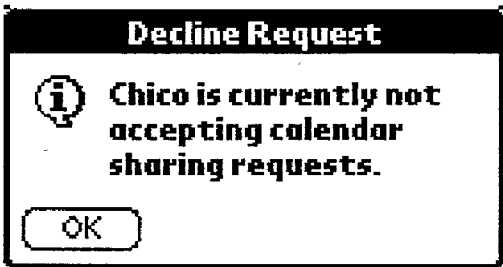 Decline Request
Chico is currently not
accepting calendar
sharing requests.
OK